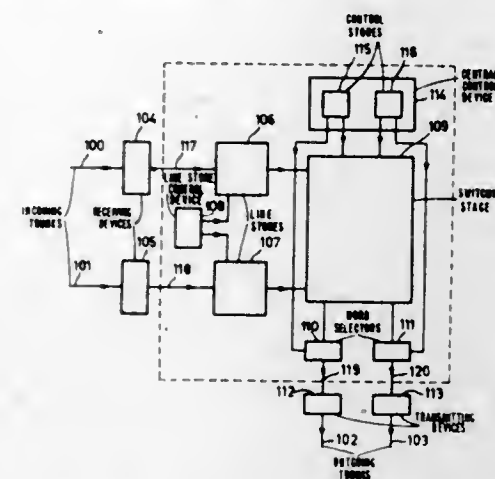 CONTROL
STORES
115
116
CENTRAL
CONTROL
DEVICE
114
104
106
109
100
117
LINE STORE
CONTROL
DEVICE
108
SWITCHING
STAGE
INCOMING
TRUNKS
RECEIVING
DEVICES
LINE
STORES
105
107
101
118
WORD
SELECTORS
110
111
119
120
112
113
TRANSMITTING
DEVICES
102
103
OUTGOING
TRUNKS